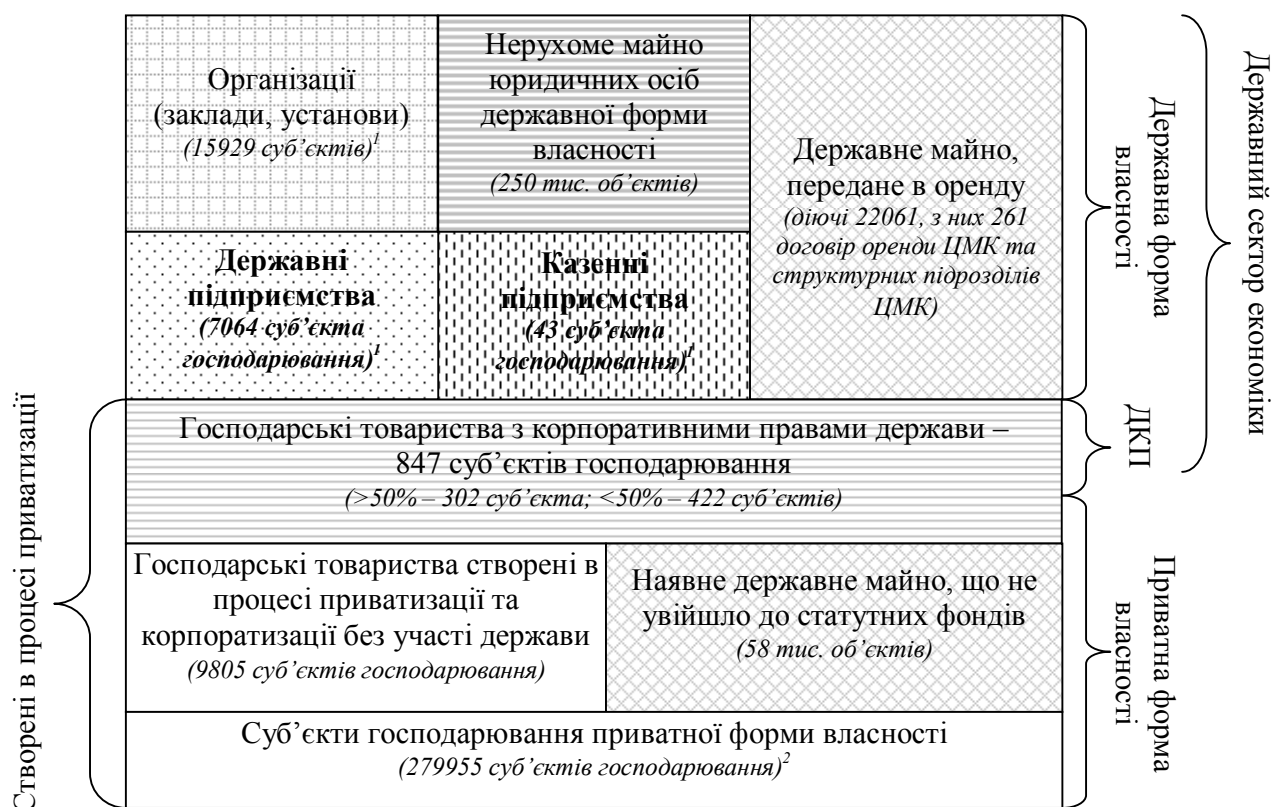 Організації
(заклади, установи)
(15929 суб’єктів)1
Нерухоме майно
юридичних осіб
державної форми
власності
(250 тис. об’єктів)
Державне майно,
передане в оренду
(діючі 22061, з них 261
договір оренди ЦМК та
структурних підрозділів
ЦМК)
Державні
підприємства
(7064 суб’єкта
господарювання)1
Казенні
підприємства
(43 суб’єкта
господарювання)1
Господарські товариства з корпоративними правами держави –
847 суб’єктів господарювання
(>50% – 302 суб’єкта; <50% – 422 суб’єктів)
Господарські товариства створені в
процесі приватизації та
корпоратизації без участі держави
(9805 суб’єктів господарювання)
Наявне державне майно, що не
увійшло до статутних фондів
(58 тис. об’єктів)
Суб’єкти господарювання приватної форми власності
(279955 суб’єктів господарювання)2
Створені в процесі приватизації
Державна форма
власності
ДКП
Приватна форма
власності
Державний сектор економіки